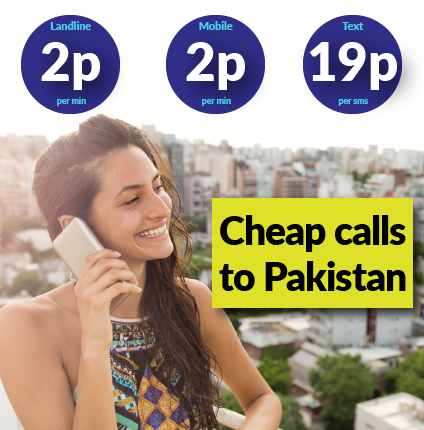 Landline
2p
per min
Mobile
2p
per min
Text
19p
per sms
Cheap calls
to Pakistan